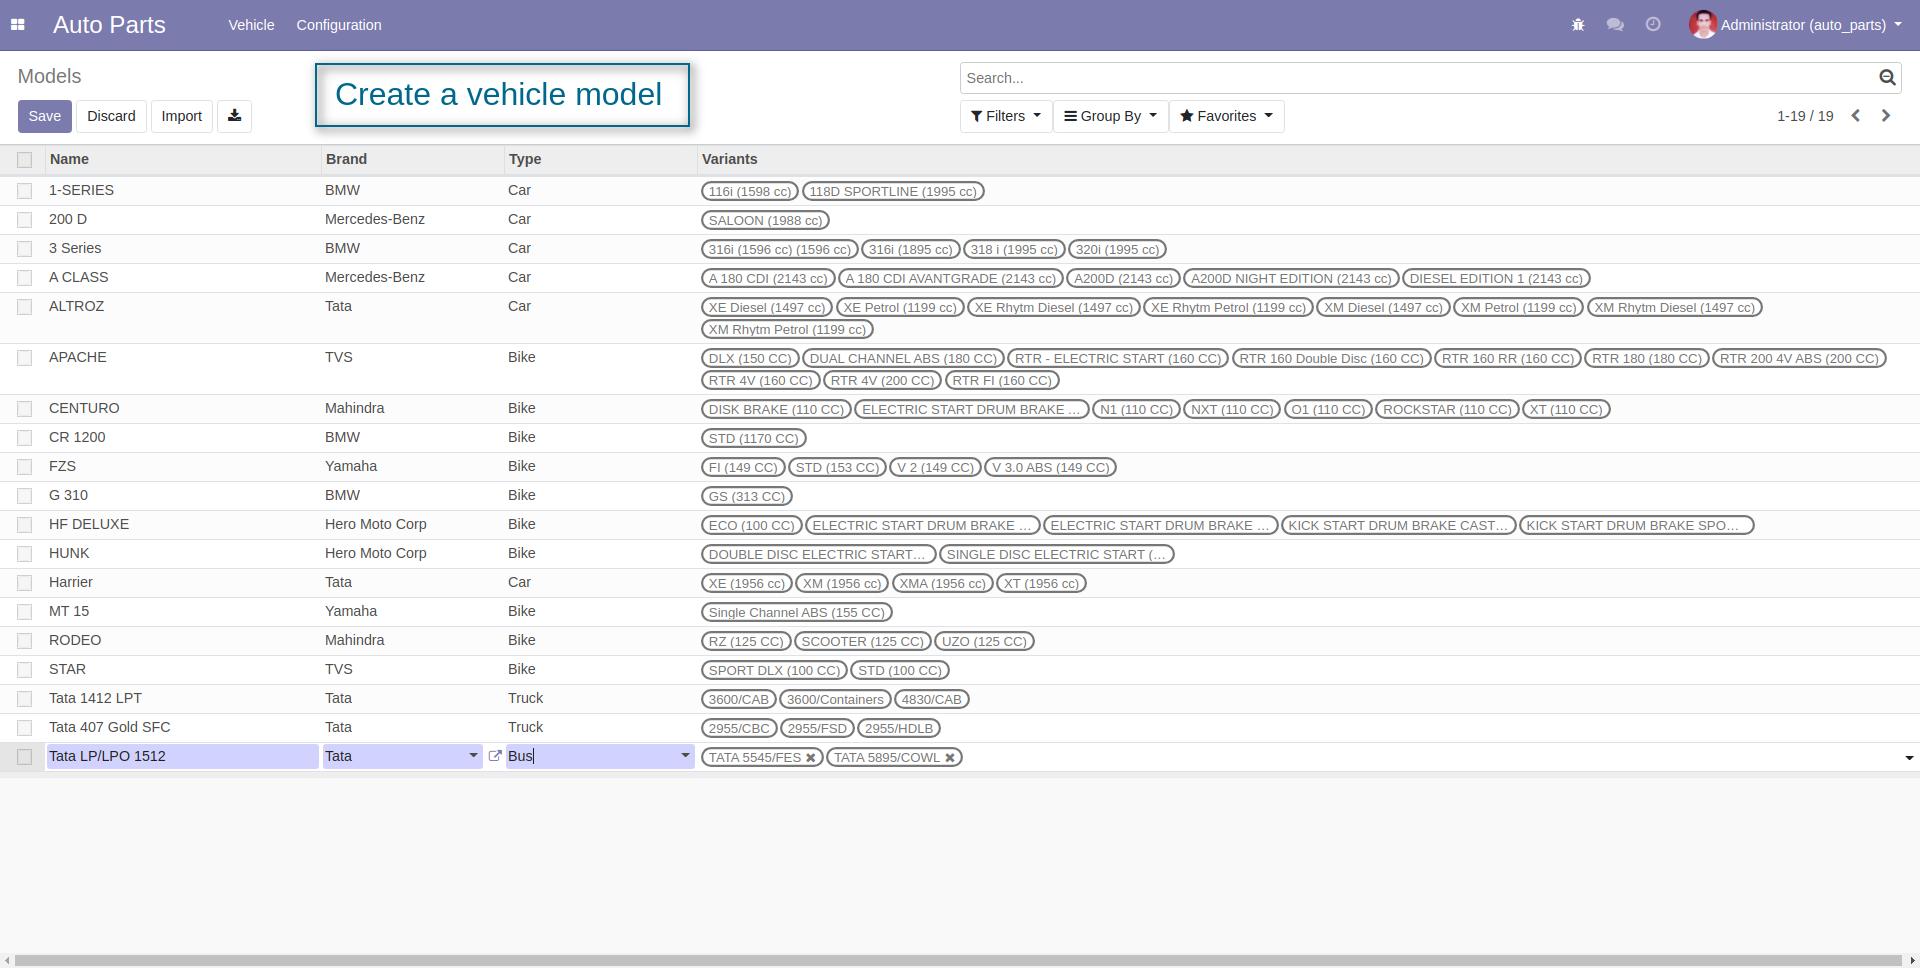 Auto Parts Vehicle Configuration Administrator (auto_parts)
Models
Create a vehicle model
Search...
Save Discard Import
Filters Group By Favorites 1-19 / 19
Name Brand Type Variants
1-SERIES BMW Car 116i (1598 cc) 118D SPORTLINE (1995 cc)
200 D Mercedes-Benz Car SALOON (1988 cc)
3 Series BMW Car 316i (1596 cc) (1596 cc) 316i (1895 cc) 318 i (1995 cc) 320i (1995 cc)
A CLASS Mercedes-Benz Car A 180 CDI (2143 cc) A 180 CDI AVANTGRADE (2143 cc) A200D (2143 cc) A200D NIGHT EDITION (2143 cc) DIESEL EDITION 1 (2143 cc)
ALTROZ Tata Car XE Diesel (1497 cc) XE Petrol (1199 cc) XE Rhytm Diesel (1497 cc) XE Rhytm Petrol (1199 cc) XM Diesel (1497 cc) XM Petrol (1199 cc) XM Rhytm Diesel (1497 cc)
XM Rhytm Petrol (1199 cc)
APACHE TVS Bike DLX (150 CC) DUAL CHANNEL ABS (180 CC) RTR - ELECTRIC START (160 CC) RTR 160 Double Disc (160 CC) RTR 160 RR (160 CC) RTR 180 (180 CC) RTR 200 4V ABS (200 CC)
RTR 4V (160 CC) RTR 4V (200 CC) RTR FI (160 CC)
CENTURO Mahindra Bike DISK BRAKE (110 CC) ELECTRIC START DRUM BRAKE ... N1 (110 CC) NXT (110 CC) O1 (110 CC) ROCKSTAR (110 CC) XT (110 CC)
CR 1200 BMW Bike STD (1170 CC)
FZS Yamaha Bike FI (149 CC) STD (153 CC) V 2 (149 CC) V 3.0 ABS (149 CC)
G 310 BMW Bike GS (313 CC)
HF DELUXE Hero Moto Corp Bike ECO (100 CC) ELECTRIC START DRUM BRAKE ... ELECTRIC START DRUM BRAKE ... KICK START DRUM BRAKE CAST... KICK START DRUM BRAKE SPO...
HUNK Hero Moto Corp Bike DOUBLE DISC ELECTRIC START... SINGLE DISC ELECTRIC START (...
Harrier Tata Car XE (1956 cc) XM (1956 cc) XMA (1956 cc) XT (1956 cc)
MT 15 Yamaha Bike Single Channel ABS (155 CC)
RODEO Mahindra Bike RZ (125 CC) SCOOTER (125 CC) UZO (125 CC)
STAR TVS Bike SPORT DLX (100 CC) STD (100 CC)
Tata 1412 LPT Tata Truck 3600/CAB 3600/Containers 4830/CAB
Tata 407 Gold SFC Tata Truck 2955/CBC 2955/FSD 2955/HDLB
Tata LP/LPO 1512 Tata Bus TATA 5545/FES TATA 5895/COWL